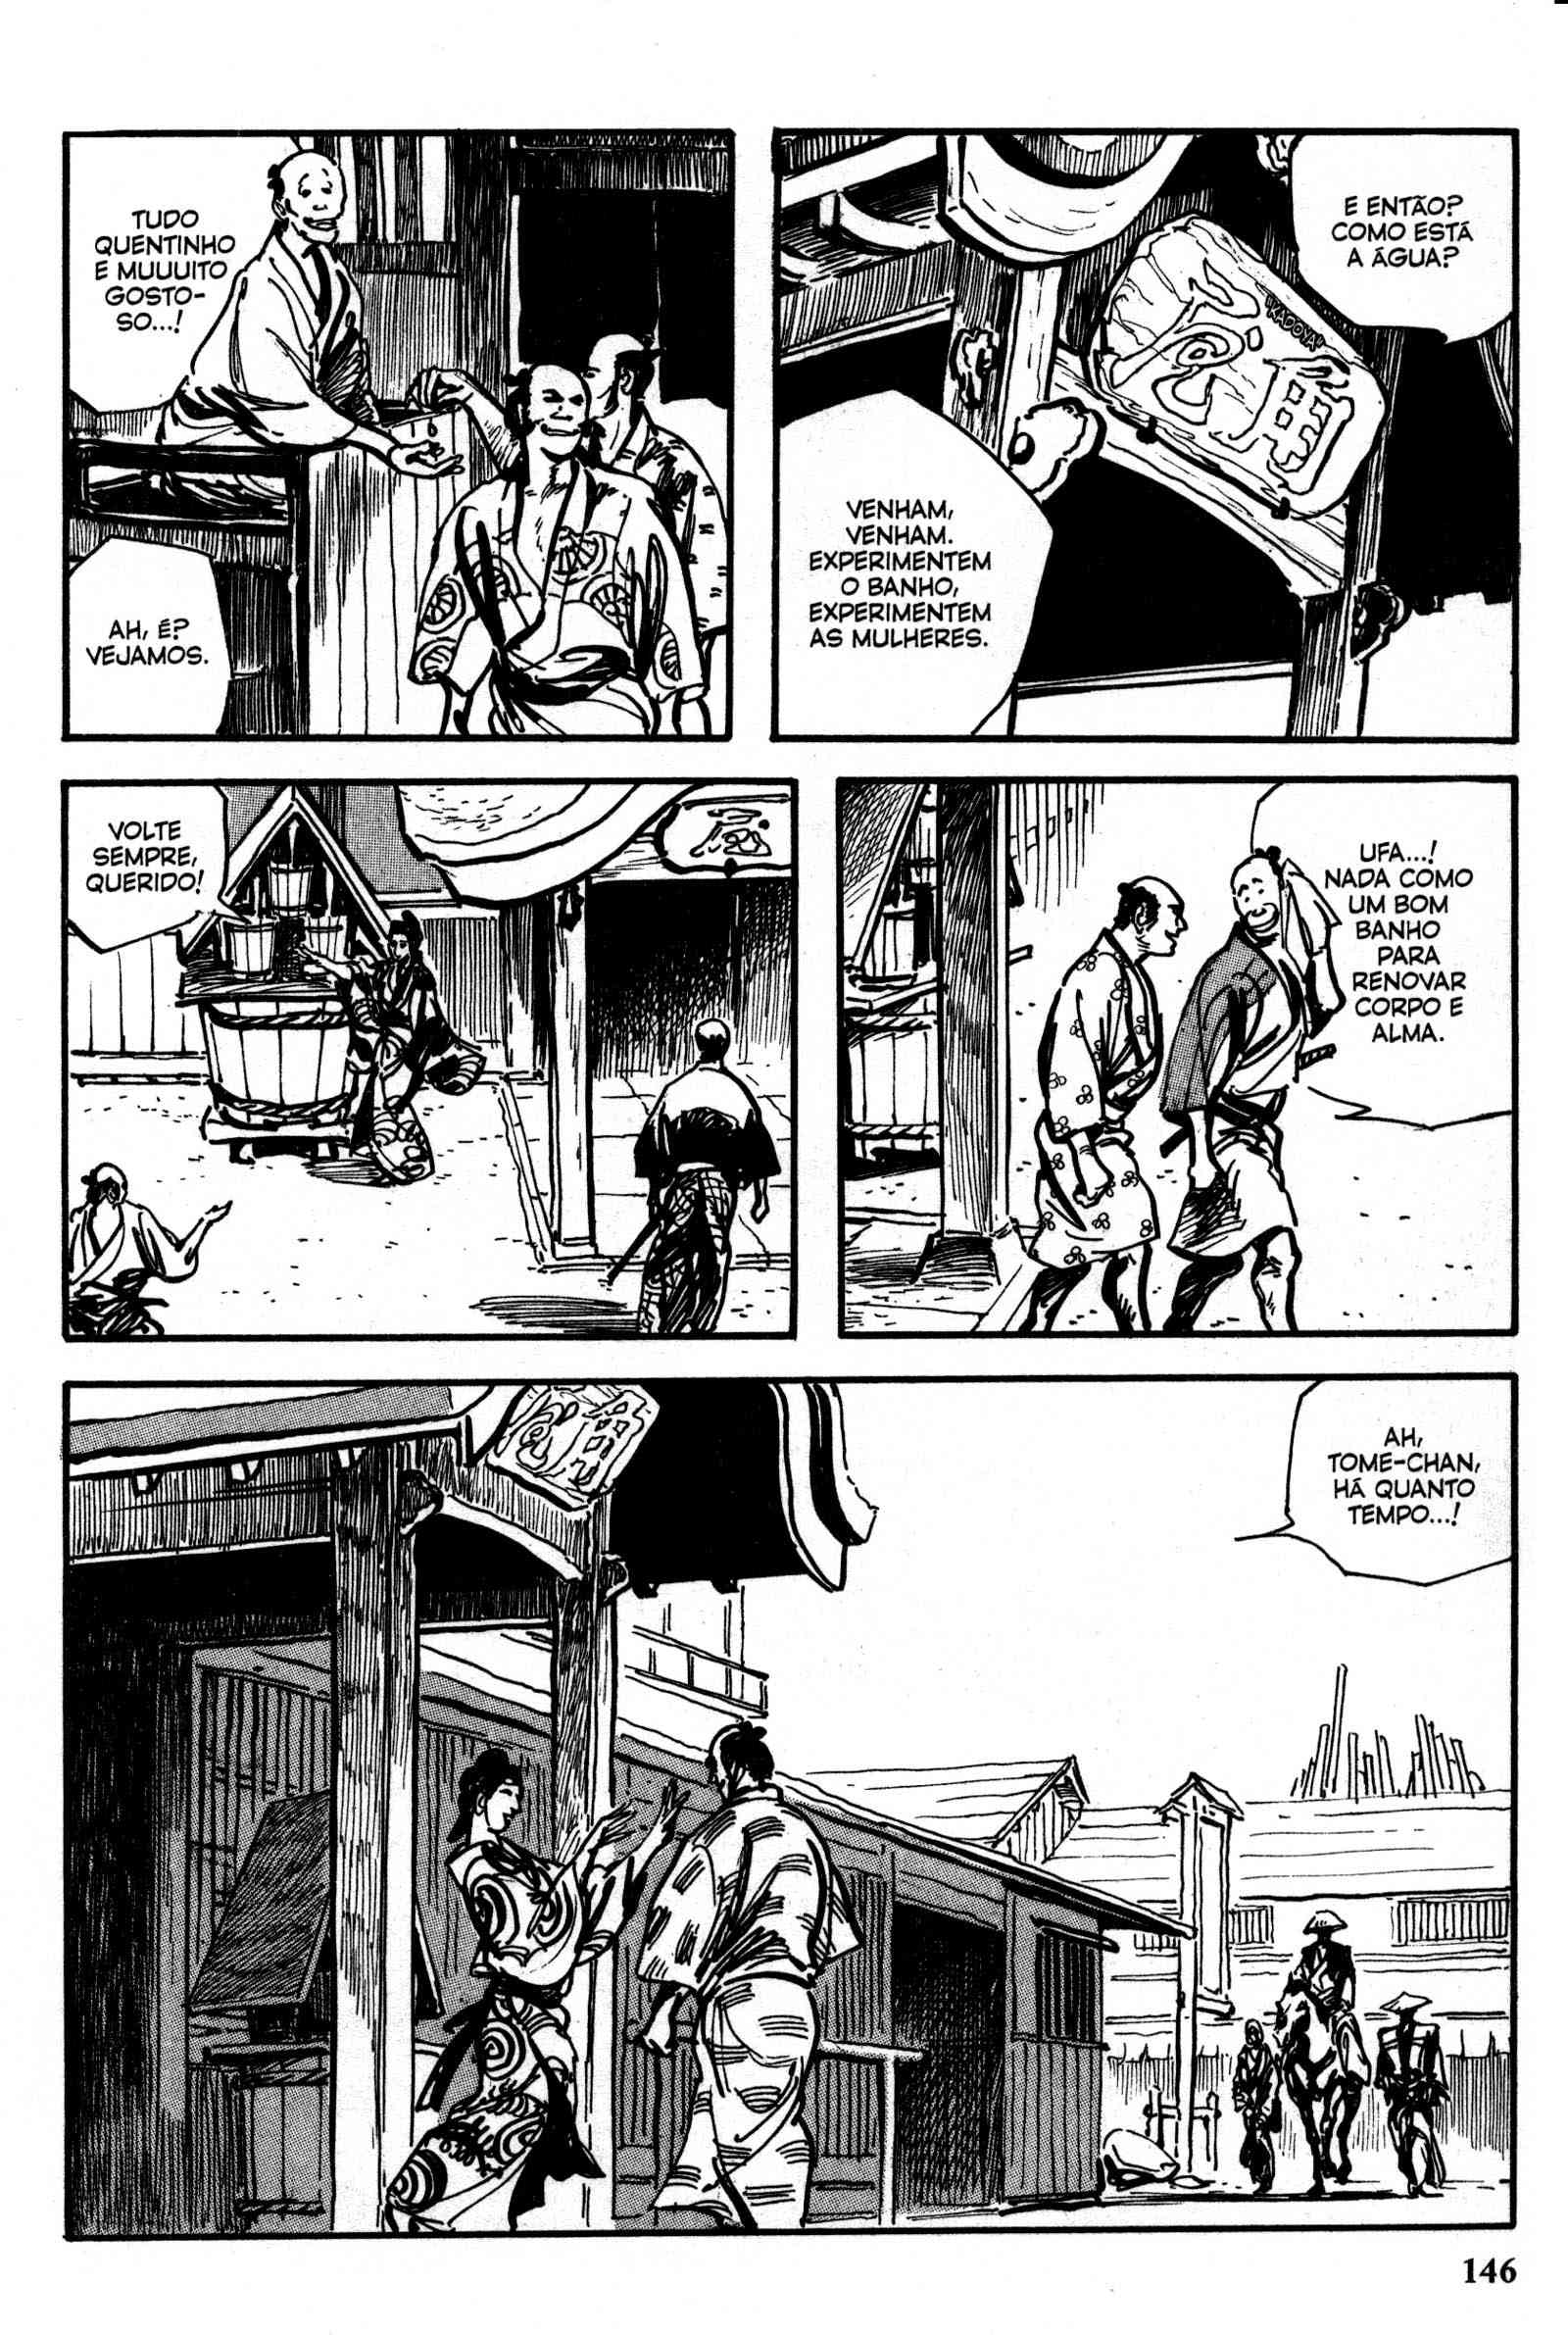 E ENTÃO?
COMO ESTÁ
A ÁGUA?
"KADOYA"
角屁
VENHAM,
VENHAM.
EXPERIMENTEM
O BANHO,
EXPERIMENTEM
AS MULHERES.
TUDO
QUENTINHO
E MUUUITO
GOSTO-
SO...!
AH, É?
VEJAMOS.
UFA...!
NADA COMO
UM BOM
BANHO
PARA
RENOVAR
CORPO E
ALMA.
VOLTE
SEMPRE,
QUERIDO!
AH,
TOME-CHAN,
HÁ QUANTO
TEMPO...!
146